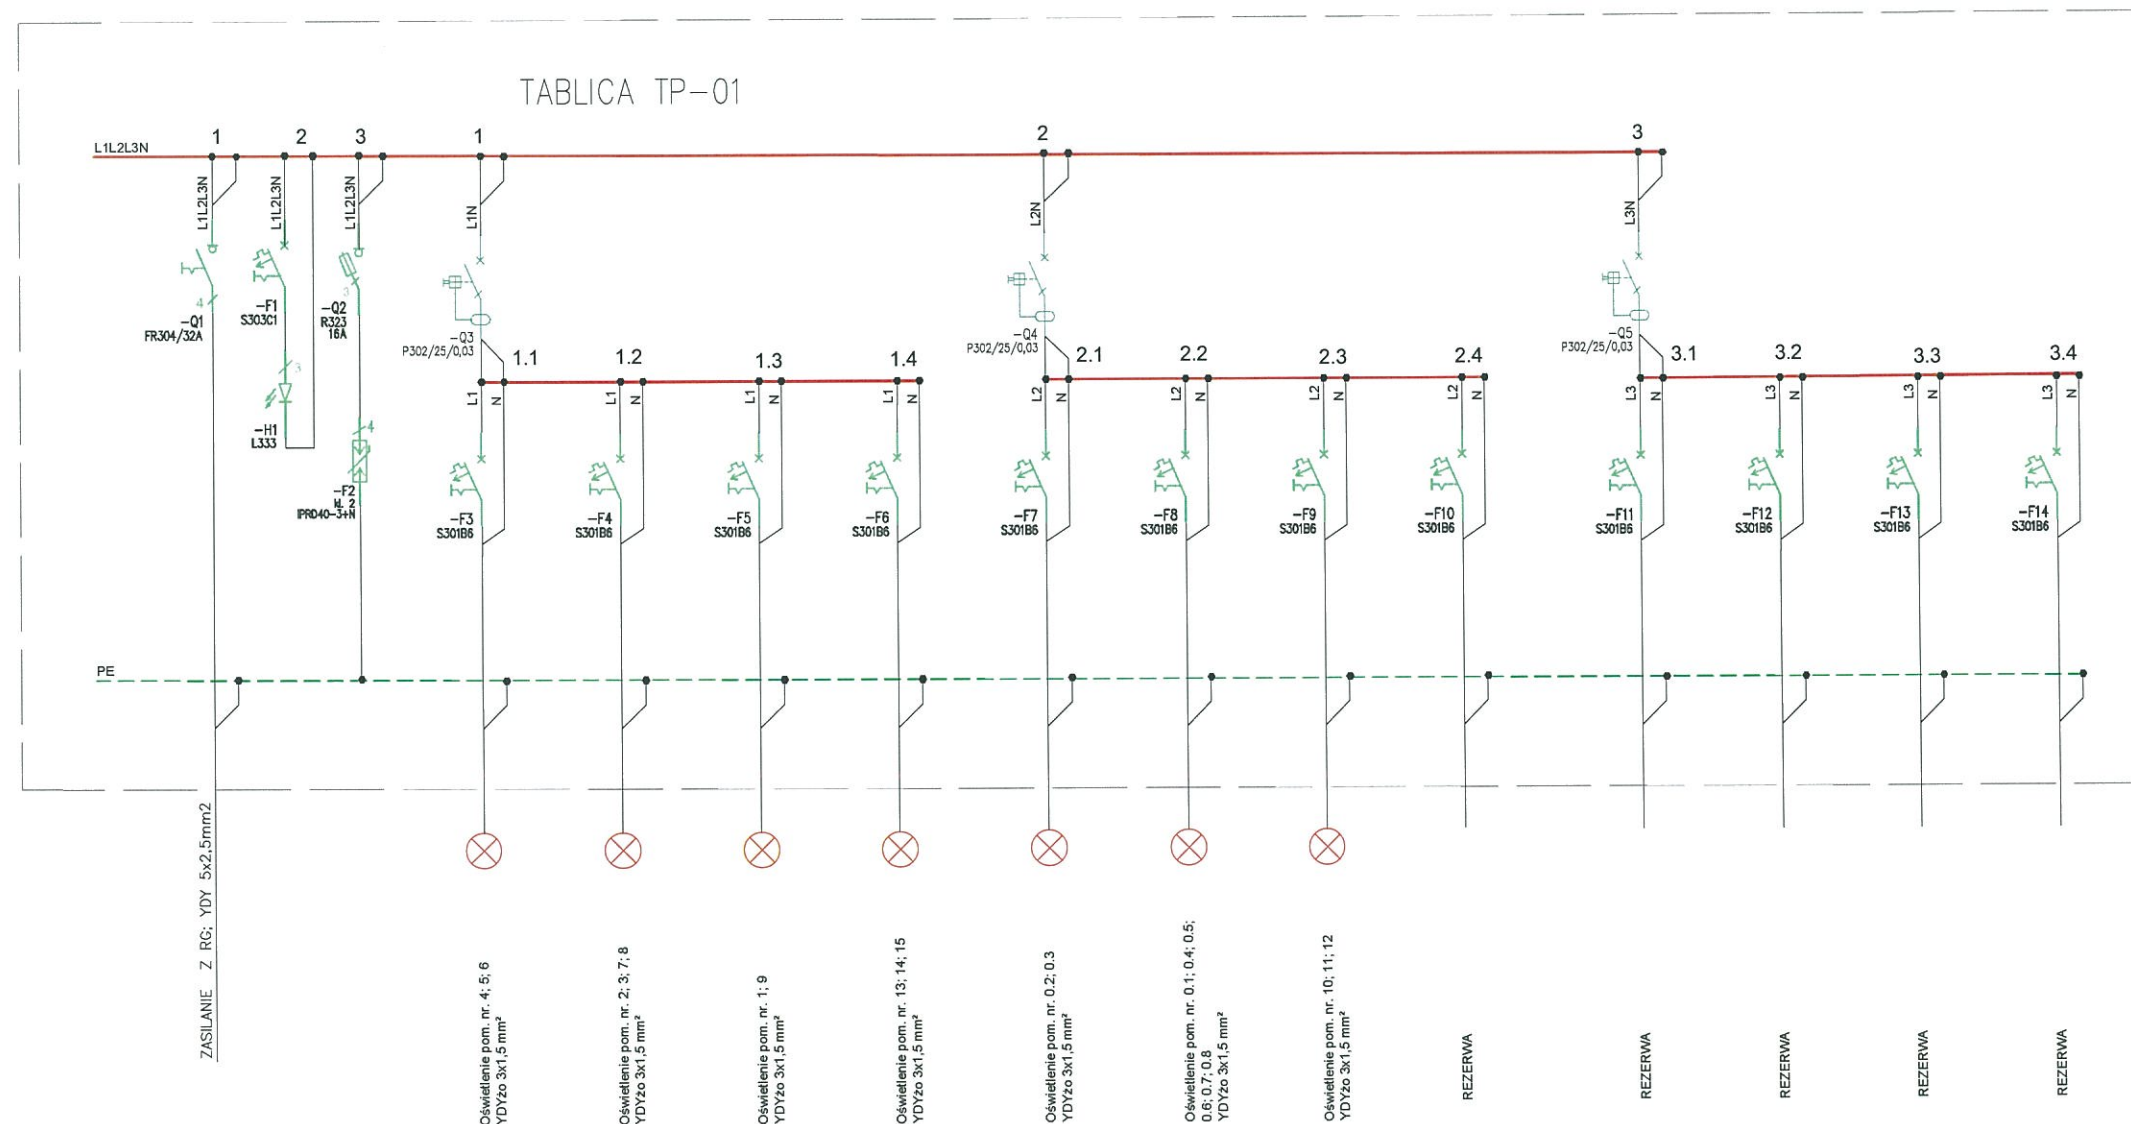 TABLICA TP-01
1 2 3 1 2 3
L1L2L3N
L1L2L3N
L1L2L3N
L1L2L3N
L1N
L2N
L3N
4
-Q1
FR304/32A
-F1
S303C1
3
-H1
L333
3
-Q2
R323
16A
4
-F2
kl. 2
IPRD40-3+N
-Q3
P302/25/0,03
-Q4
P302/25/0,03
-Q5
P302/25/0,03
1.1 1.2 1.3 1.4 2.1 2.2 2.3 2.4 3.1 3.2 3.3 3.4
L1 N L1 N L1 N L1 N L2 N L2 N L2 N L2 N L3 N L3 N L3 N L3 N
-F3
S301B6
-F4
S301B6
-F5
S301B6
-F6
S301B6
-F7
S301B6
-F8
S301B6
-F9
S301B6
-F10
S301B6
-F11
S301B6
-F12
S301B6
-F13
S301B6
-F14
S301B6
PE
ZASILANIE Z RG; YDY 5x2,5mm2
Oświetlenie pom. nr. 4; 5; 6
YDYżo 3x1,5 mm²
Oświetlenie pom. nr. 2; 3; 7; 8
YDYżo 3x1,5 mm²
Oświetlenie pom. nr. 1; 9
YDYżo 3x1,5 mm²
Oświetlenie pom. nr. 13; 14; 15
YDYżo 3x1,5 mm²
Oświetlenie pom. nr. 0.2; 0.3
YDYżo 3x1,5 mm²
Oświetlenie pom. nr. 0.1; 0.4; 0.5;
0.6; 0.7; 0.8
YDYżo 3x1,5 mm²
Oświetlenie pom. nr. 10; 11; 12
YDYżo 3x1,5 mm²
REZERWA
REZERWA
REZERWA
REZERWA
REZERWA